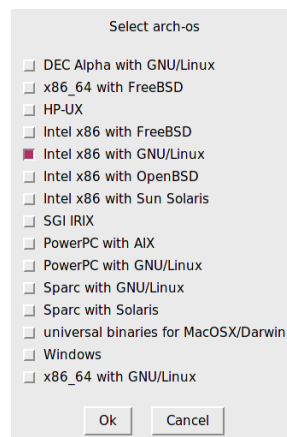 Select arch-os
DEC Alpha with GNU/Linux
x86_64 with FreeBSD
HP-UX
Intel x86 with FreeBSD
Intel x86 with GNU/Linux
Intel x86 with OpenBSD
Intel x86 with Sun Solaris
SGI IRIX
PowerPC with AIX
PowerPC with GNU/Linux
Sparc with GNU/Linux
Sparc with Solaris
universal binaries for MacOSX/Darwin
Windows
x86_64 with GNU/Linux
Ok Cancel